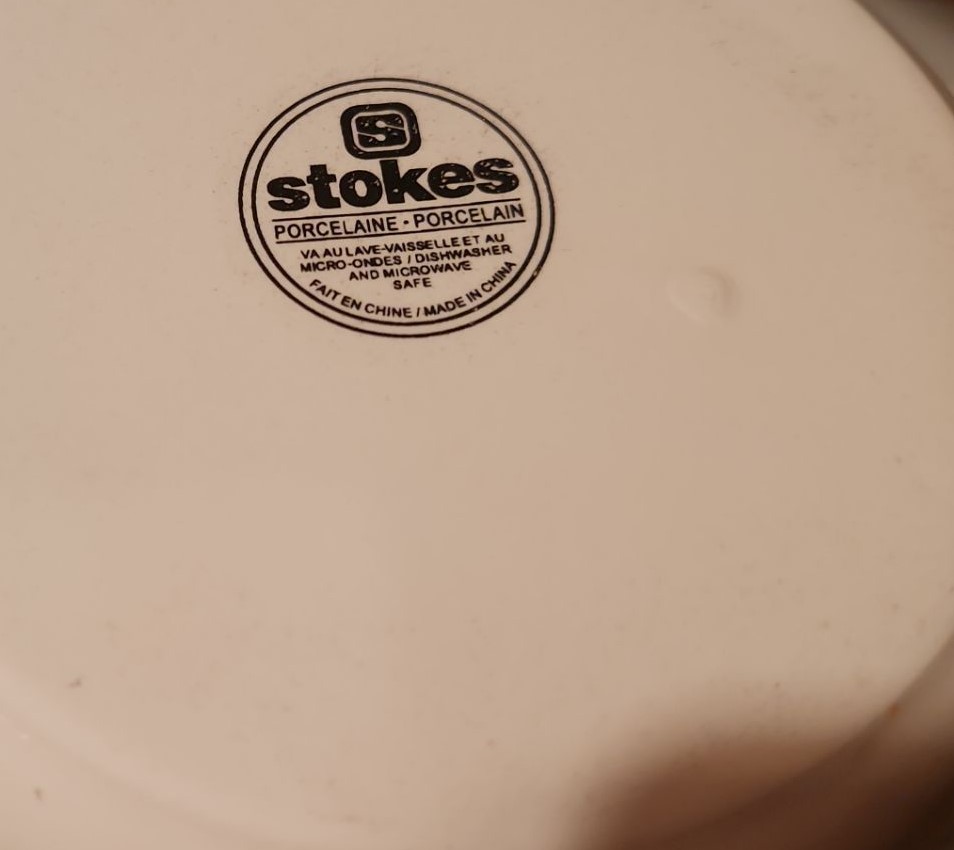 S
stokes
PORCELAINE - PORCELAIN
VA AU LAVE-VAISSELLE ET AU
MICRO-ONDES / DISHWASHER
AND MICROWAVE
SAFE
FAIT EN CHINE / MADE IN CHINA